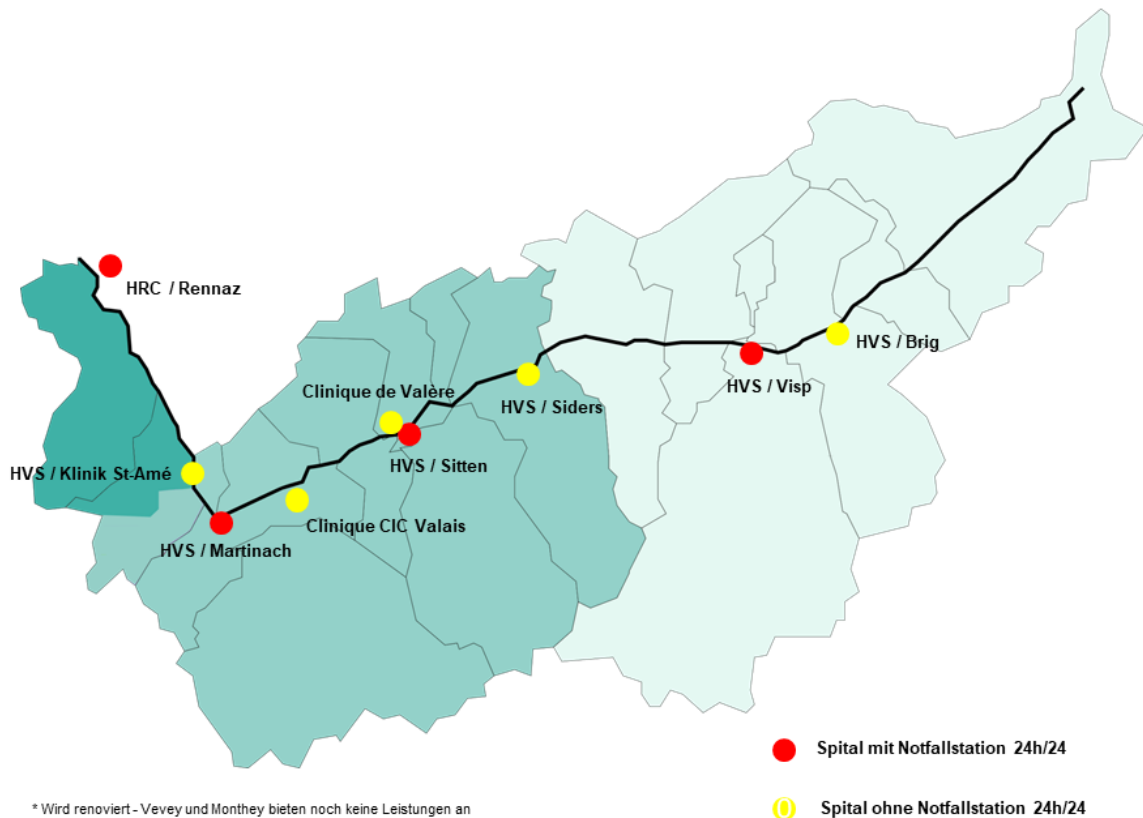 HRC / Rennaz
HVS / Brig
HVS / Visp
Clinique de Valère
HVS / Siders
HVS / Sitten
HVS / Klinik St-Amé
Clinique CIC Valais
HVS / Martinach
Spital mit Notfallstation 24h/24
* Wird renoviert - Vevey und Monthey bieten noch keine Leistungen an
0 Spital ohne Notfallstation 24h/24